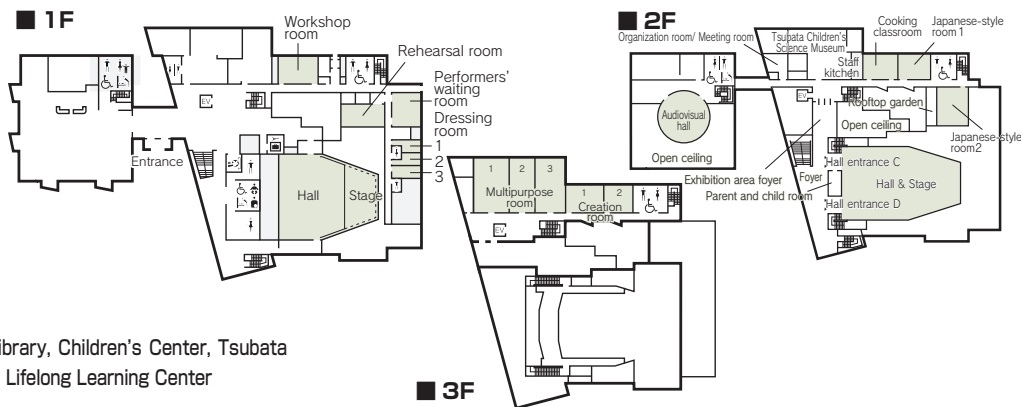 ■ 1F
Workshop
room
Rehearsal room
Performers'
waiting
room
Dressing
room
1
2
3
EV
Entrance
Hall
Stage
■ 2F
Organization room/ Meeting room
Tsubata Children's
Science Museum
Staff
kitchen
Cooking
classroom
Japanese-style
room 1
EV
Audiovisual
hall
Open ceiling
Rooftop garden
Open ceiling
Japanese-style
room2
Exhibition area foyer
Hall entrance C
Foyer
Parent and child room
Hall & Stage
Hall entrance D
1 2 3
Multipurpose
room
1 2
Creation
room
EV
■ 3F
ibrary, Children's Center, Tsubata
Lifelong Learning Center